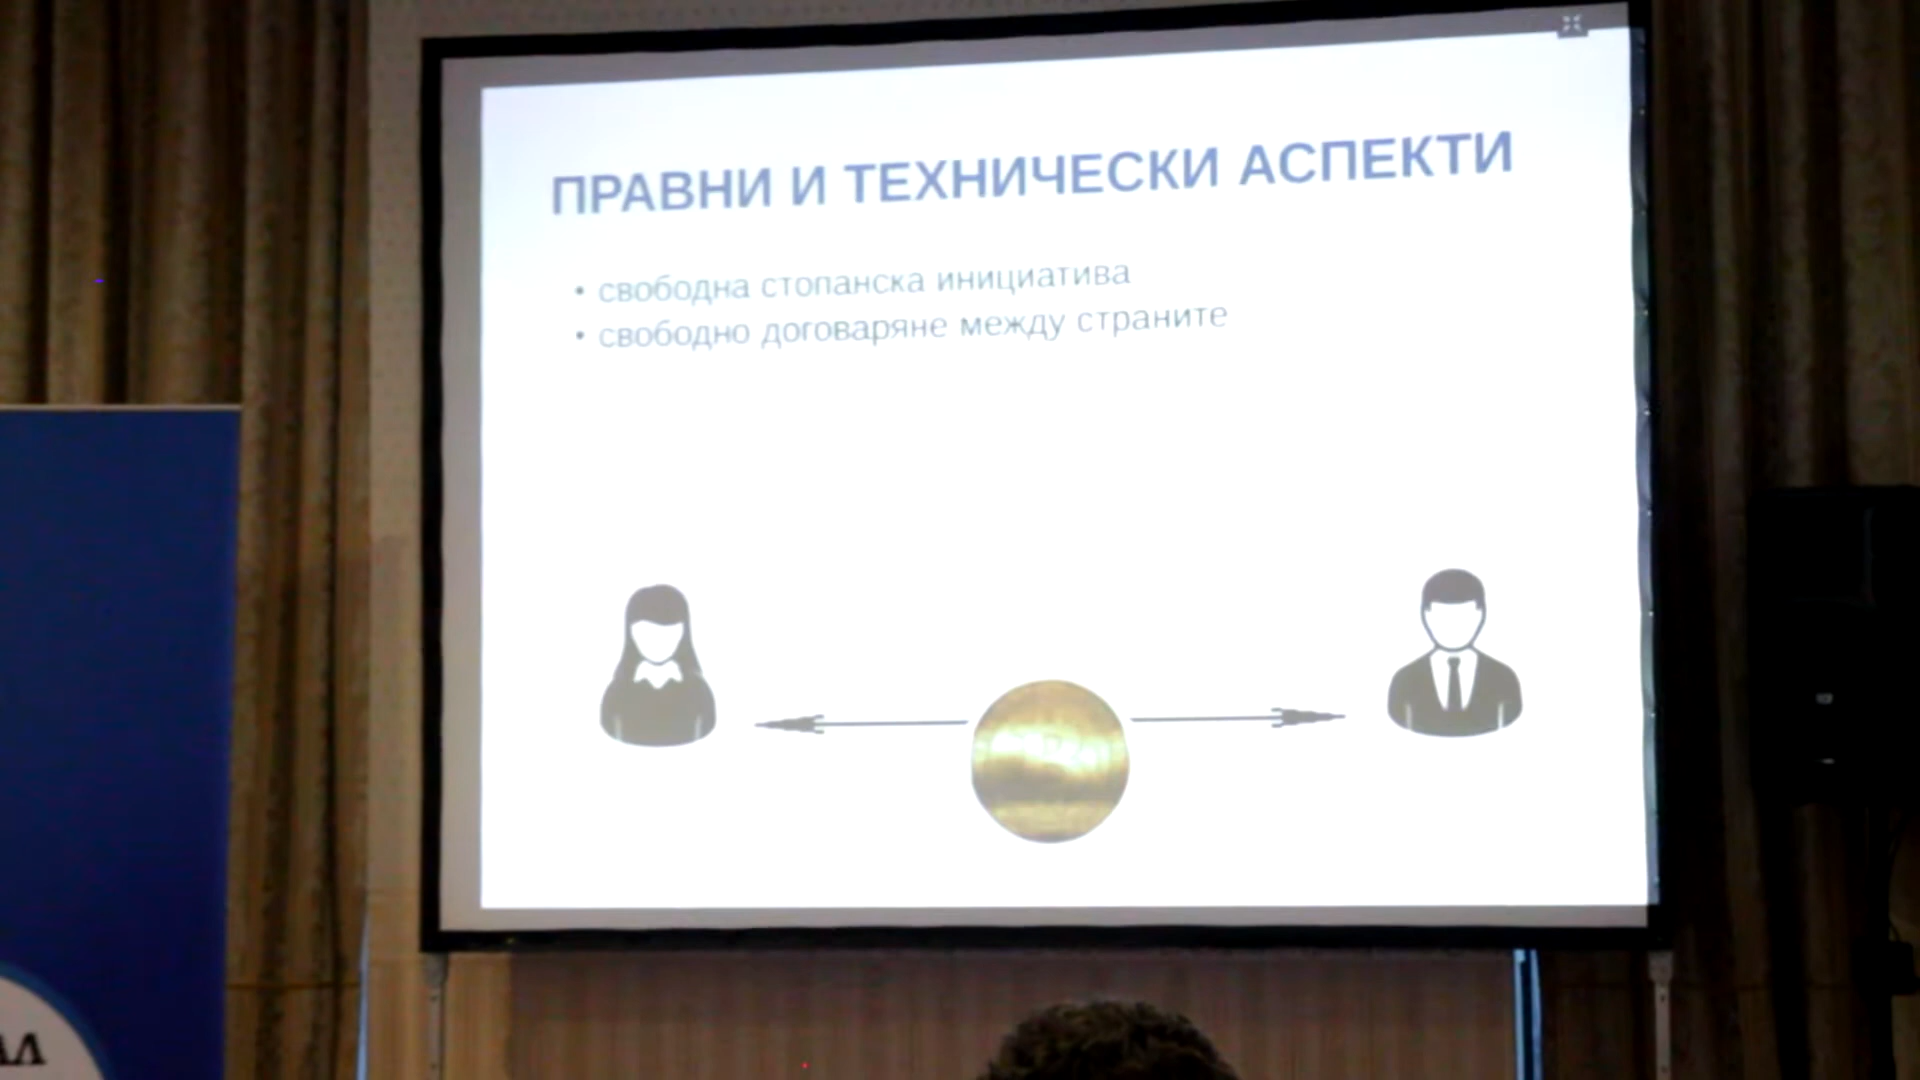 ПРАВНИ И ТЕХНИЧЕСКИ АСПЕКТИ
• свободна стопанска инициатива
• свободно договаряне между страните